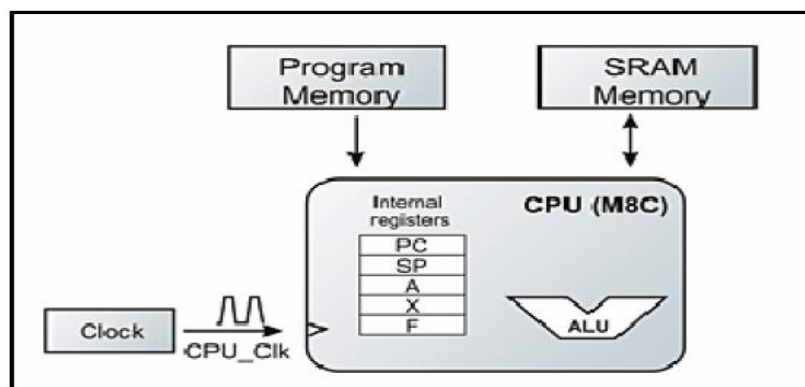 Program
Memory
SRAM
Memory
Internal
registers
CPU (M8C)
PC
SP
A
X
F
ALU
Clock
CPU_Clk